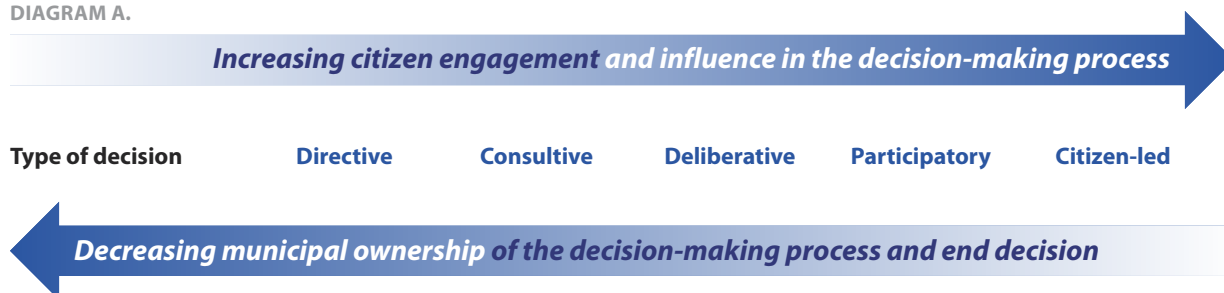 DIAGRAM A.
Increasing citizen engagement and influence in the decision-making process
Type of decision Directive Consultive Deliberative Participatory Citizen-led
Decreasing municipal ownership of the decision-making process and end decision